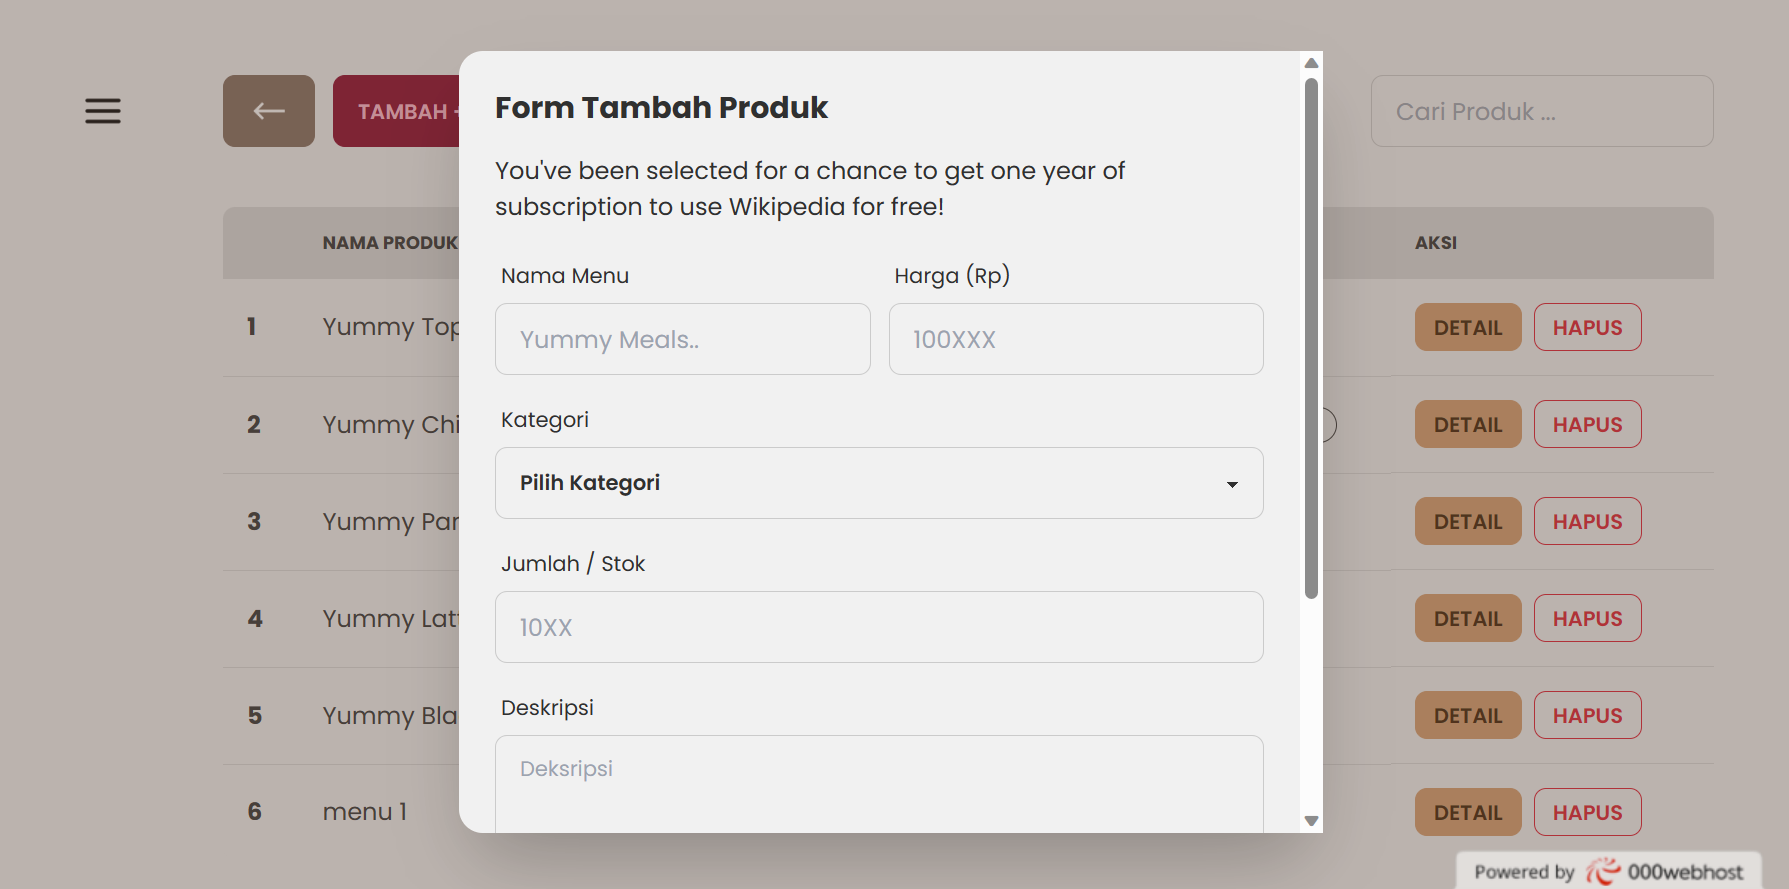 TAMBAH
Cari Produk ...
Form Tambah Produk
You've been selected for a chance to get one year of
subscription to use Wikipedia for free!
NAMA PRODUK
AKSI
Nama Menu
Harga (Rp)
Yummy Meals..
100XXX
1
Yummy Top
DETAIL
HAPUS
Kategori
2
Yummy Chi
DETAIL
HAPUS
Pilih Kategori
3
Yummy Par
DETAIL
HAPUS
Jumlah / Stok
10XX
4
Yummy Lat
DETAIL
HAPUS
Deskripsi
5
Yummy Bla
DETAIL
HAPUS
Deksripsi
6
menu 1
DETAIL
HAPUS
Powered by 000webhost